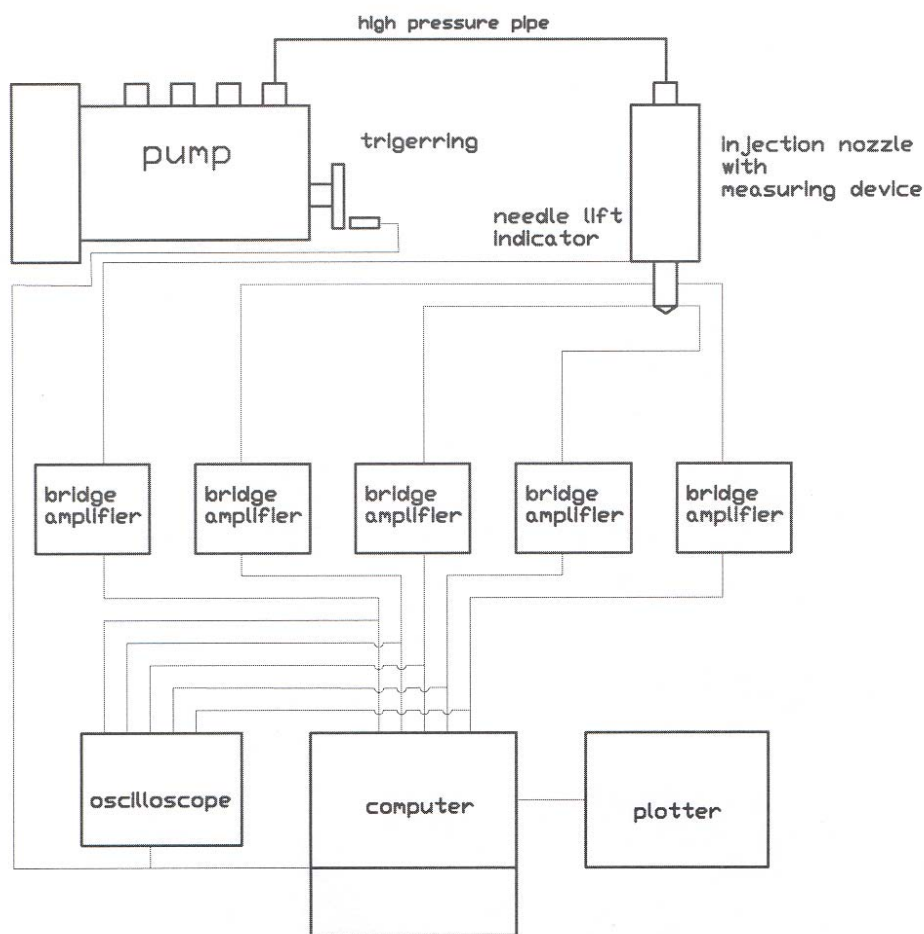 high pressure pipe
pump
trigerring
injection nozzle
with
measuring device
needle lift
indicator
bridge
amplifier
bridge
amplifier
bridge
amplifier
bridge
amplifier
bridge
amplifier
oscilloscope
computer
plotter